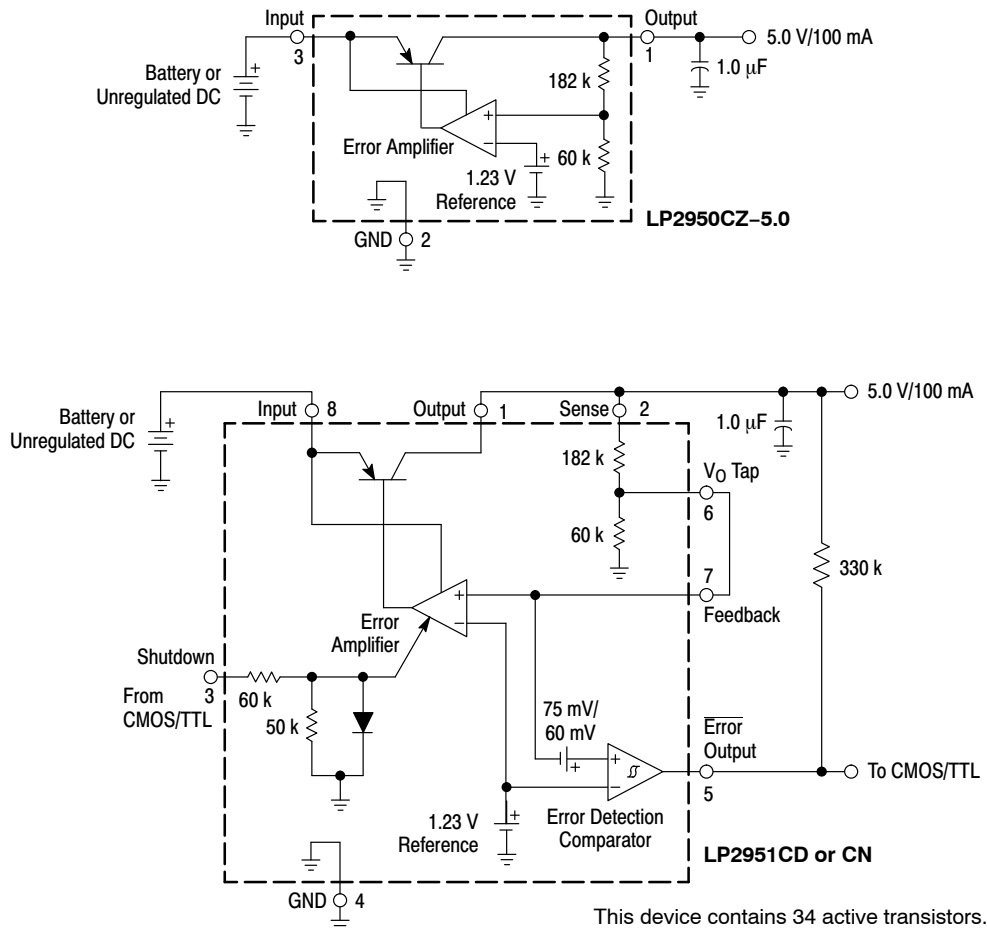 Input
3
Output
1
5.0 V/100 mA
1.0 μF
Battery or
Unregulated DC
182 k
+
+
−
Error Amplifier
+
60 k
1.23 V
Reference
LP2950CZ−5.0
GND
2
5.0 V/100 mA
Input
8
Output
1
Sense
2
Battery or
Unregulated DC
+
1.0 μF
182 k
VO Tap
6
60 k
330 k
7
Feedback
+
−
Error
Amplifier
Shutdown
3
From
CMOS/TTL
60 k
50 k
75 mV/
60 mV
+
+
−
Error
Output
5
To CMOS/TTL
1.23 V
Reference
+
Error Detection
Comparator
LP2951CD or CN
GND
4
This device contains 34 active transistors.